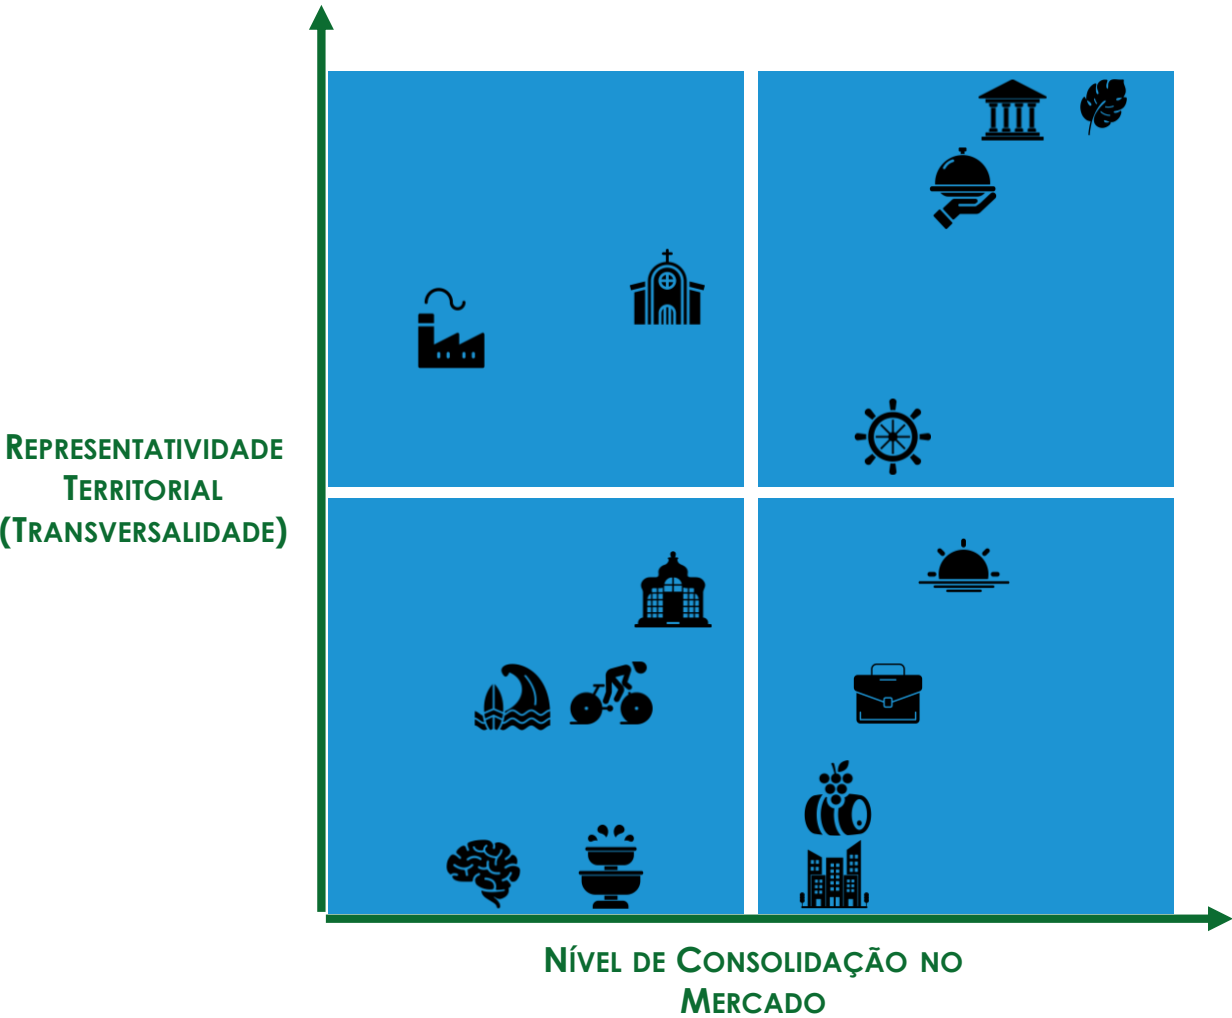 Representatividade
Territorial
(Transversalidade)
Nível de Consolidação no
Mercado